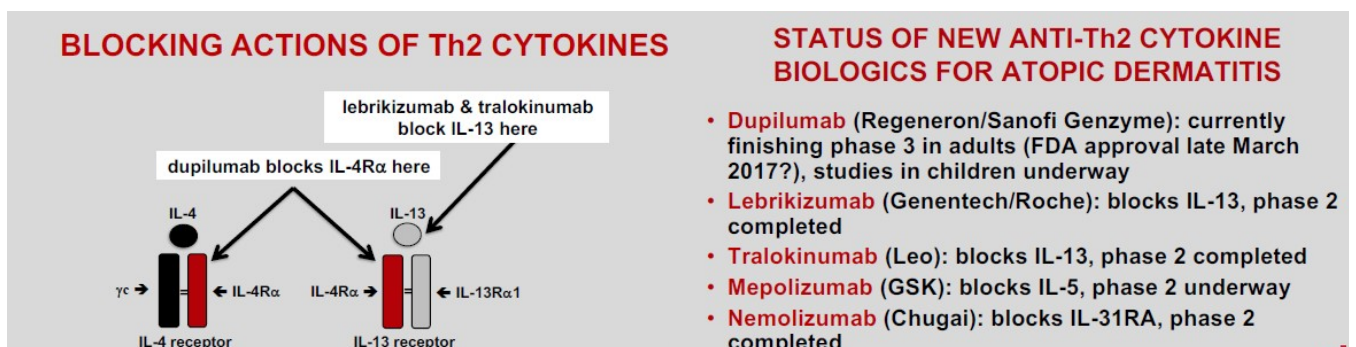 BLOCKING ACTIONS OF Th2 CYTOKINES
lebrikizumab & tralokinumab
block IL-13 here
dupilumab blocks IL-4Rα here
IL-4
IL-13
γc ➔
← IL-4Rα
IL-4Rα ➔
← IL-13Rα1
IL-4 receptor
IL-13 receptor
STATUS OF NEW ANTI-Th2 CYTOKINE
BIOLOGICS FOR ATOPIC DERMATITIS
• Dupilumab (Regeneron/Sanofi Genzyme): currently
finishing phase 3 in adults (FDA approval late March
2017?), studies in children underway
• Lebrikizumab (Genentech/Roche): blocks IL-13, phase 2
completed
• Tralokinumab (Leo): blocks IL-13, phase 2 completed
• Mepolizumab (GSK): blocks IL-5, phase 2 underway
• Nemolizumab (Chugai): blocks IL-31RA, phase 2
completed